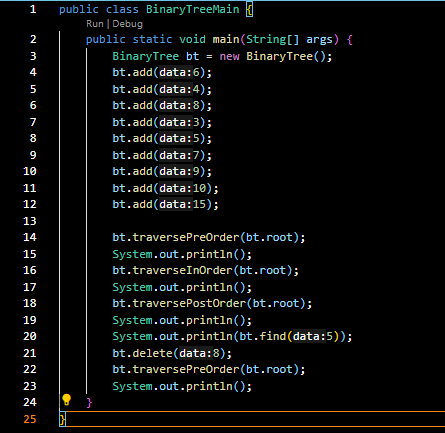 1 public class BinaryTreeMain {
Run | Debug
2 public static void main(String[] args) {
3 BinaryTree bt = new BinaryTree();
4 bt.add(data:6);
5 bt.add(data:4);
6 bt.add(data:8);
7 bt.add(data:3);
8 bt.add(data:5);
9 bt.add(data:7);
10 bt.add(data:9);
11 bt.add(data:10);
12 bt.add(data:15);
13
14 bt.traversePreOrder(bt.root);
15 System.out.println();
16 bt.traverseInOrder(bt.root);
17 System.out.println();
18 bt.traversePostOrder(bt.root);
19 System.out.println();
20 System.out.println(bt.find(data:5));
21 bt.delete(data:8);
22 bt.traversePreOrder(bt.root);
23 System.out.println();
24 }
25 }